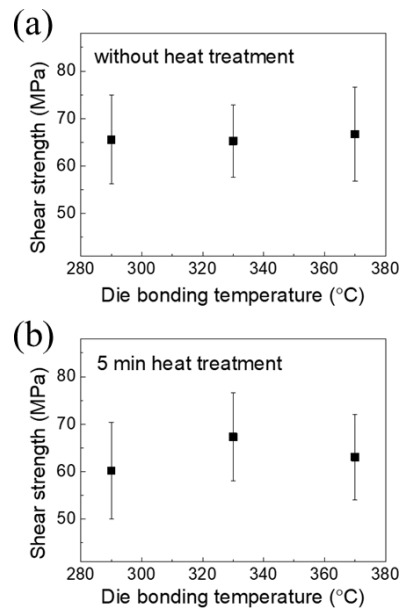 (a)
without heat treatment
80
70
60
50
Shear strength (MPa)
280 300 320 340 360 380
Die bonding temperature (°C)
(b)
5 min heat treatment
80
70
60
50
Shear strength (MPa)
280 300 320 340 360 380
Die bonding temperature (°C)